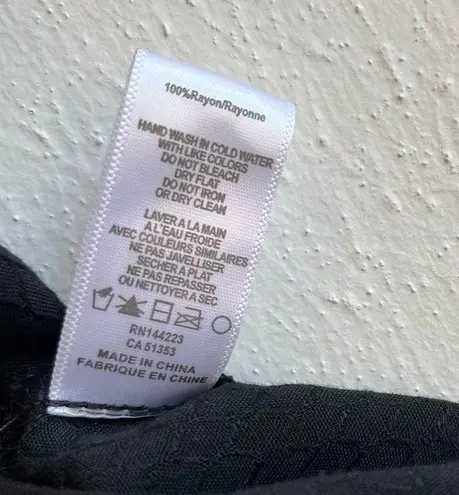 100%Rayon/Rayonne
HAND WASH IN COLD WATER
WITH LIKE COLORS
DO NOT BLEACH
DRY FLAT
DO NOT IRON
OR DRY CLEAN
LAVER A LA MAIN
A L'EAU FROIDE
AVEC COULEURS SIMILAIRES
NE PAS JAVELLISER
SECHER A PLAT
NE PAS REPASSER
OU NETTOYER A SEC
RN144223
CA 51353
MADE IN CHINA
FABRIQUE EN CHINE